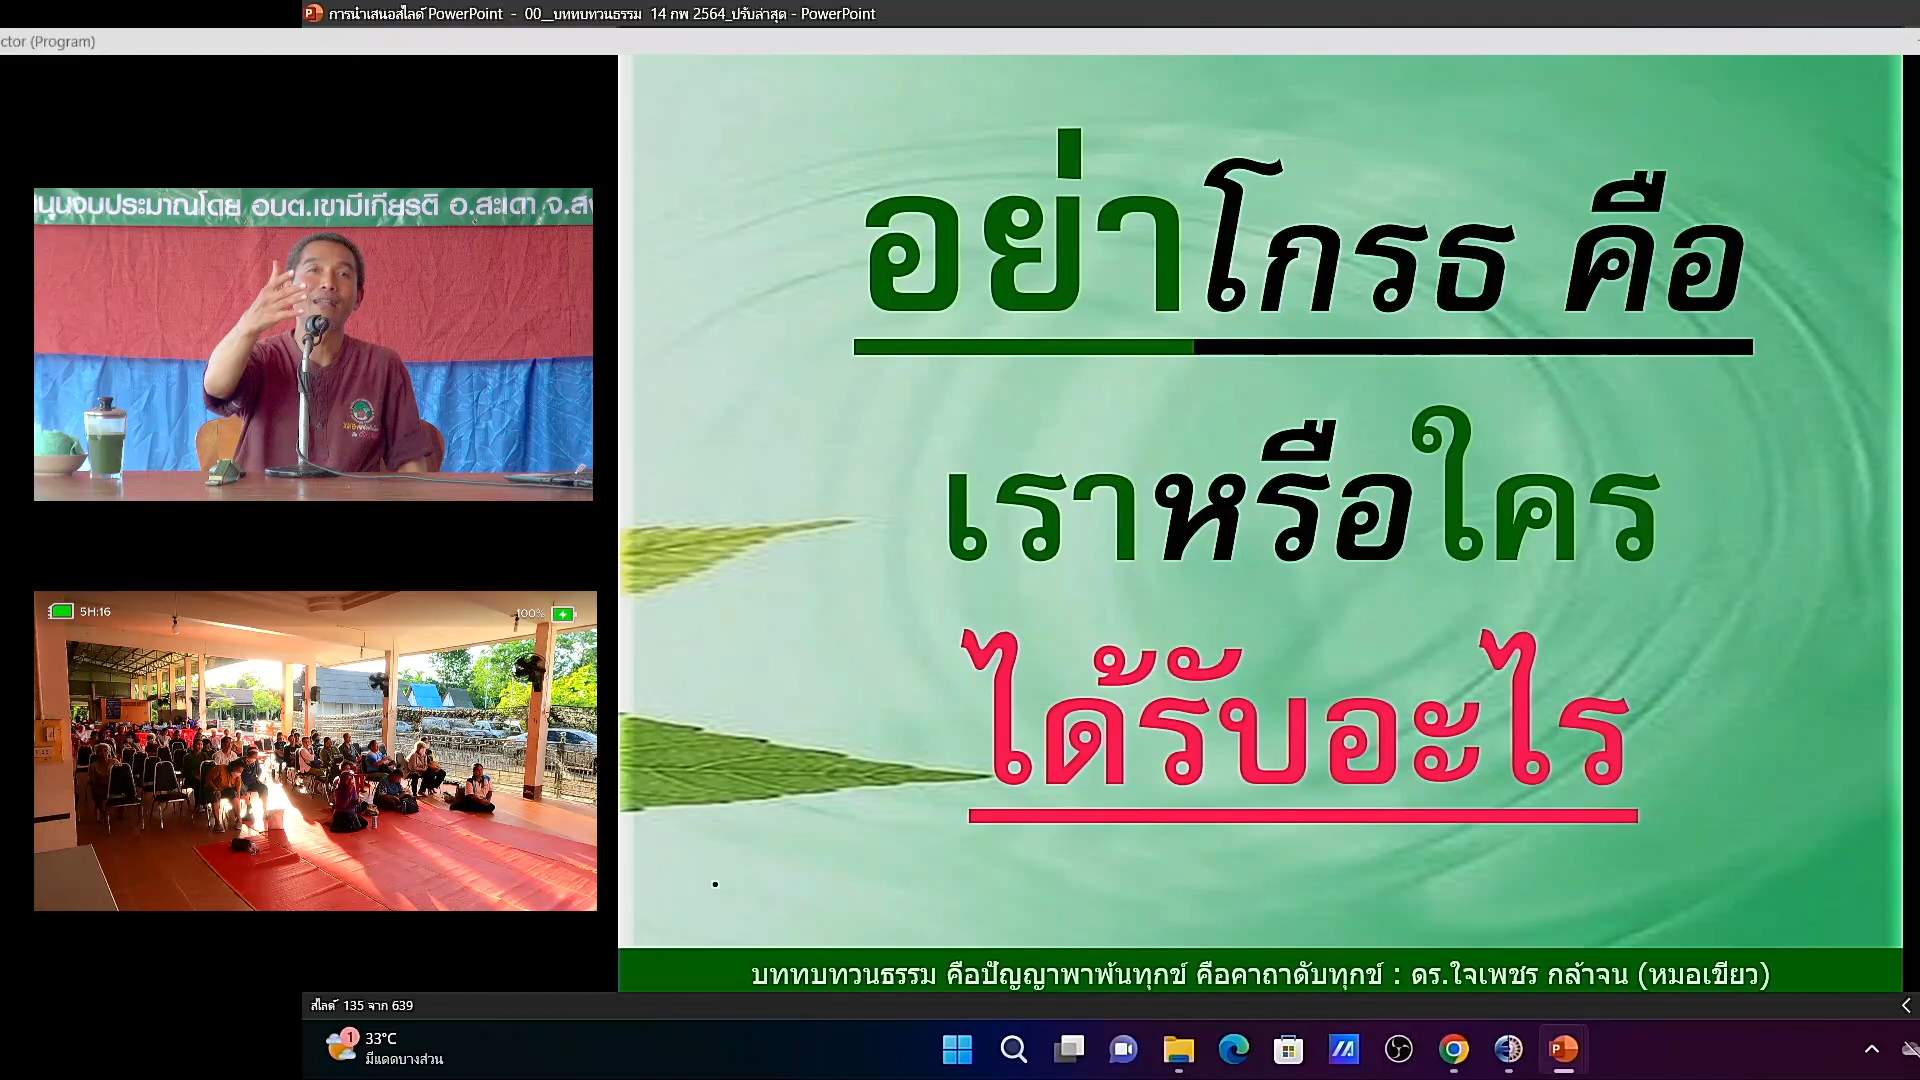 การนำเสนอสไลด์ PowerPoint - 00__บททบทวนธรรม 14 กพ 2564_ปรับล่าสุด - PowerPoint
ctor (Program)
นุนงบประมาณโดย อบต.เขามีเกียรติ อ.สะเดา จ.ส
5H:16
100%
อย่าโกรธ คือ
เราหรือใคร
ได้รับอะไร
บททบทวนธรรม คือปัญญาพาพ้นทุกข์ คือคาถาดับทุกข์ : ดร.ใจเพชร กล้าจน (หมอเขียว)
สไลด์ 135 จาก 639
1
33°C
มีแดดบางส่วน